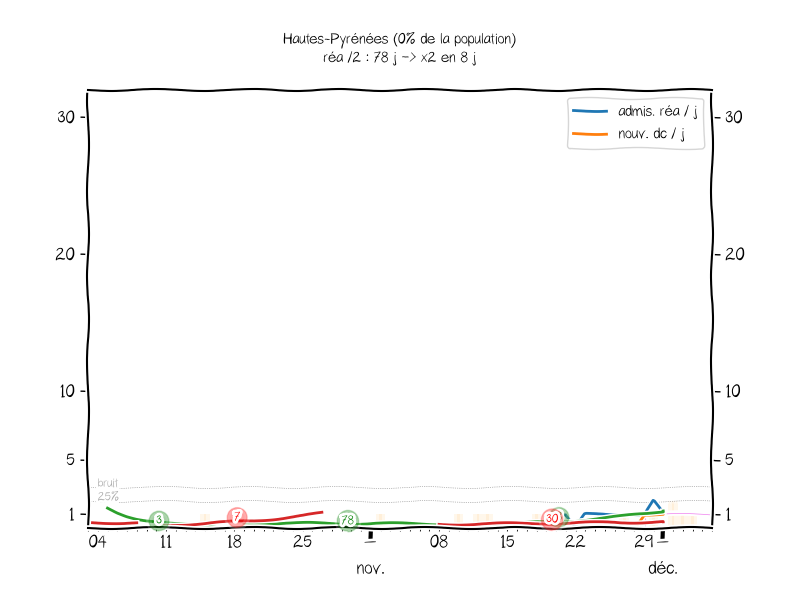 Hautes-Pyrénées (0% de la population)
réa /2 : 78 j -> x2 en 8 j
admis. réa / j
nouv. dc / j
30
30
20
20
10
10
5
5
bruit
25%
1
1
3
7
78
30
04 11 18 25 08 15 22 29
nov. déc.